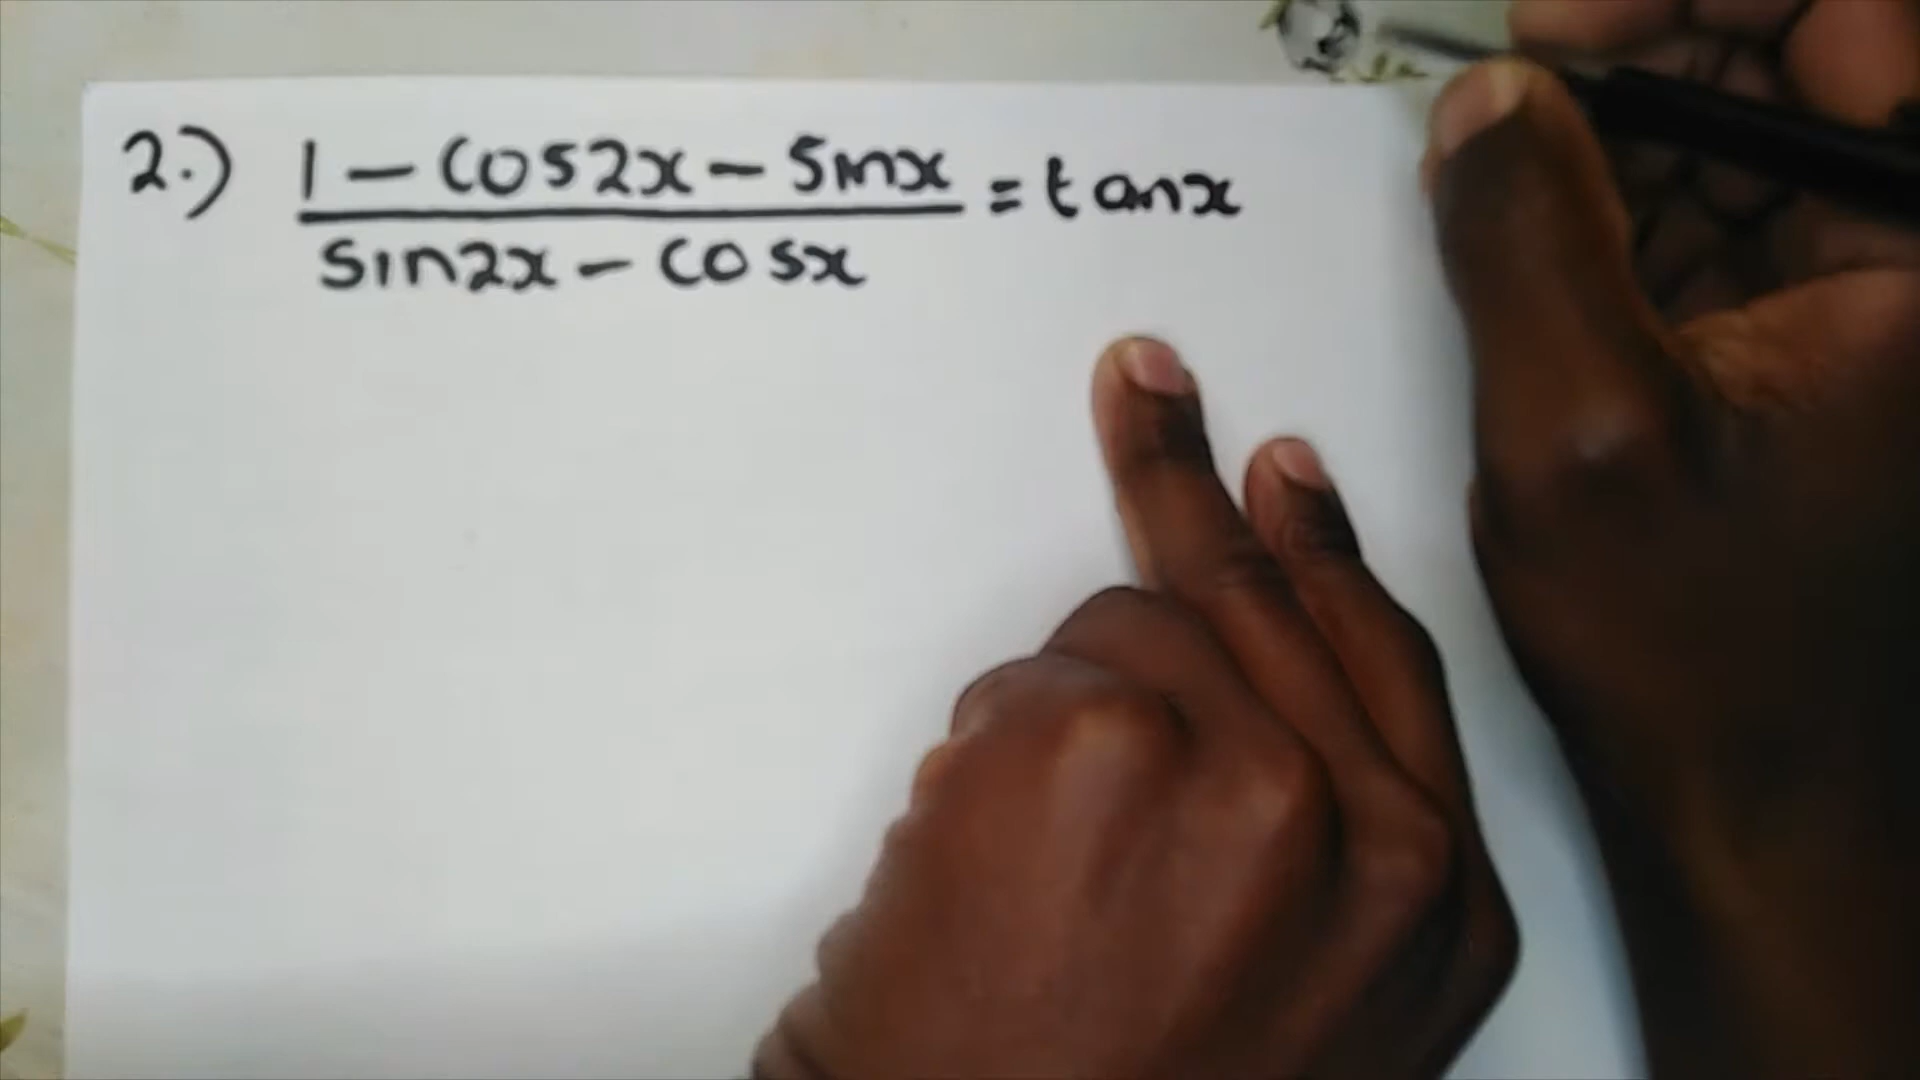 2.) 1 - cos2x - sinx = tanx
sin2x - cosx